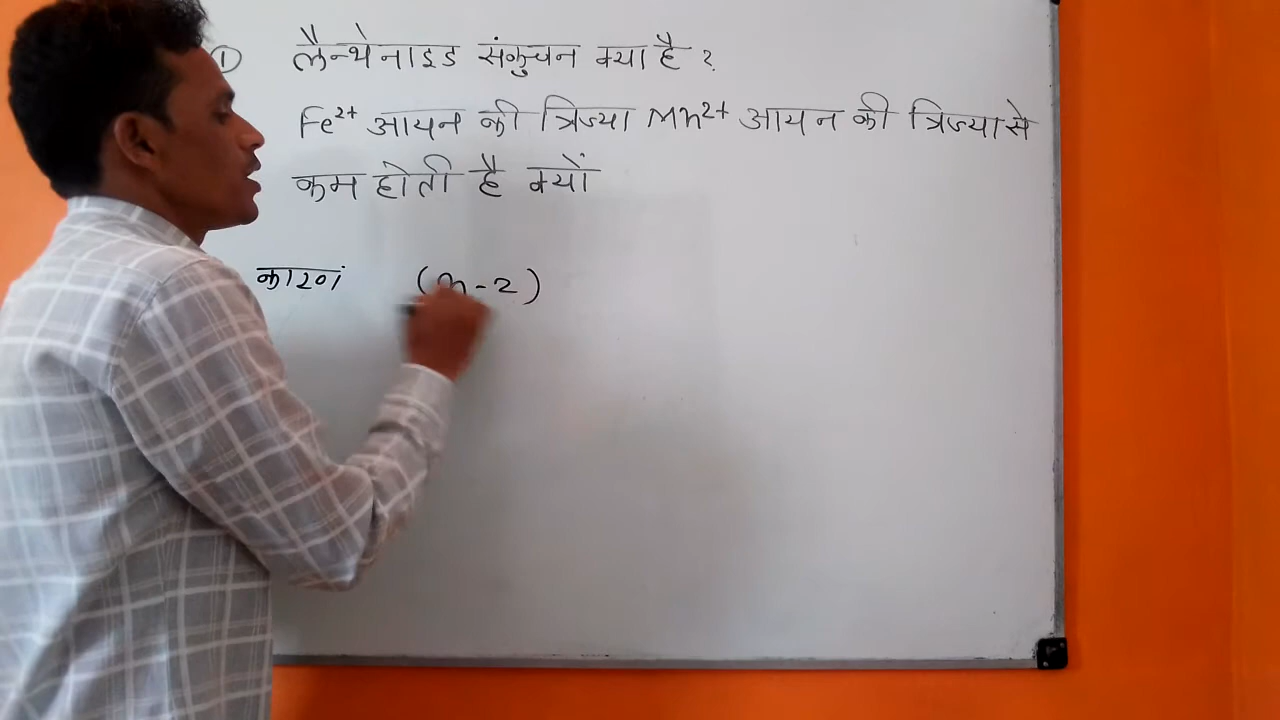 ① लैन्थेनाइड संकुचन क्या है ?
Fe²⁺ आयन की त्रिज्या Mn²⁺ आयन की त्रिज्या से
कम होती है क्यों
कारण (n-2)